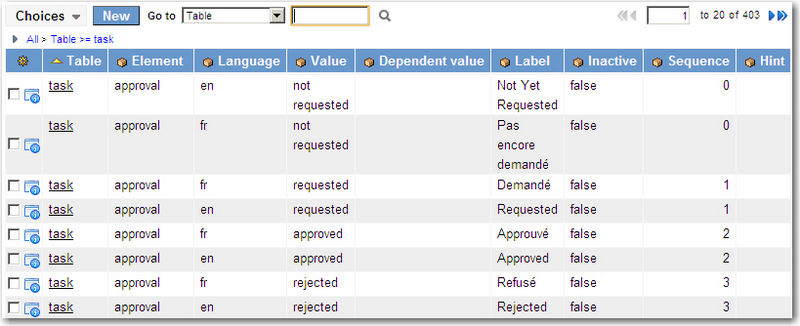 Choices New Go to Table 1 to 20 of 403
All > Table >= task
Table Element Language Value Dependent value Label Inactive Sequence Hint
task approval en not Not Yet false 0
requested Requested
task approval fr not Pas false 0
requested encore
demandé
task approval fr requested Demandé false 1
task approval en requested Requested false 1
task approval fr approved Approuvé false 2
task approval en approved Approved false 2
task approval fr rejected Refusé false 3
task approval en rejected Rejected false 3